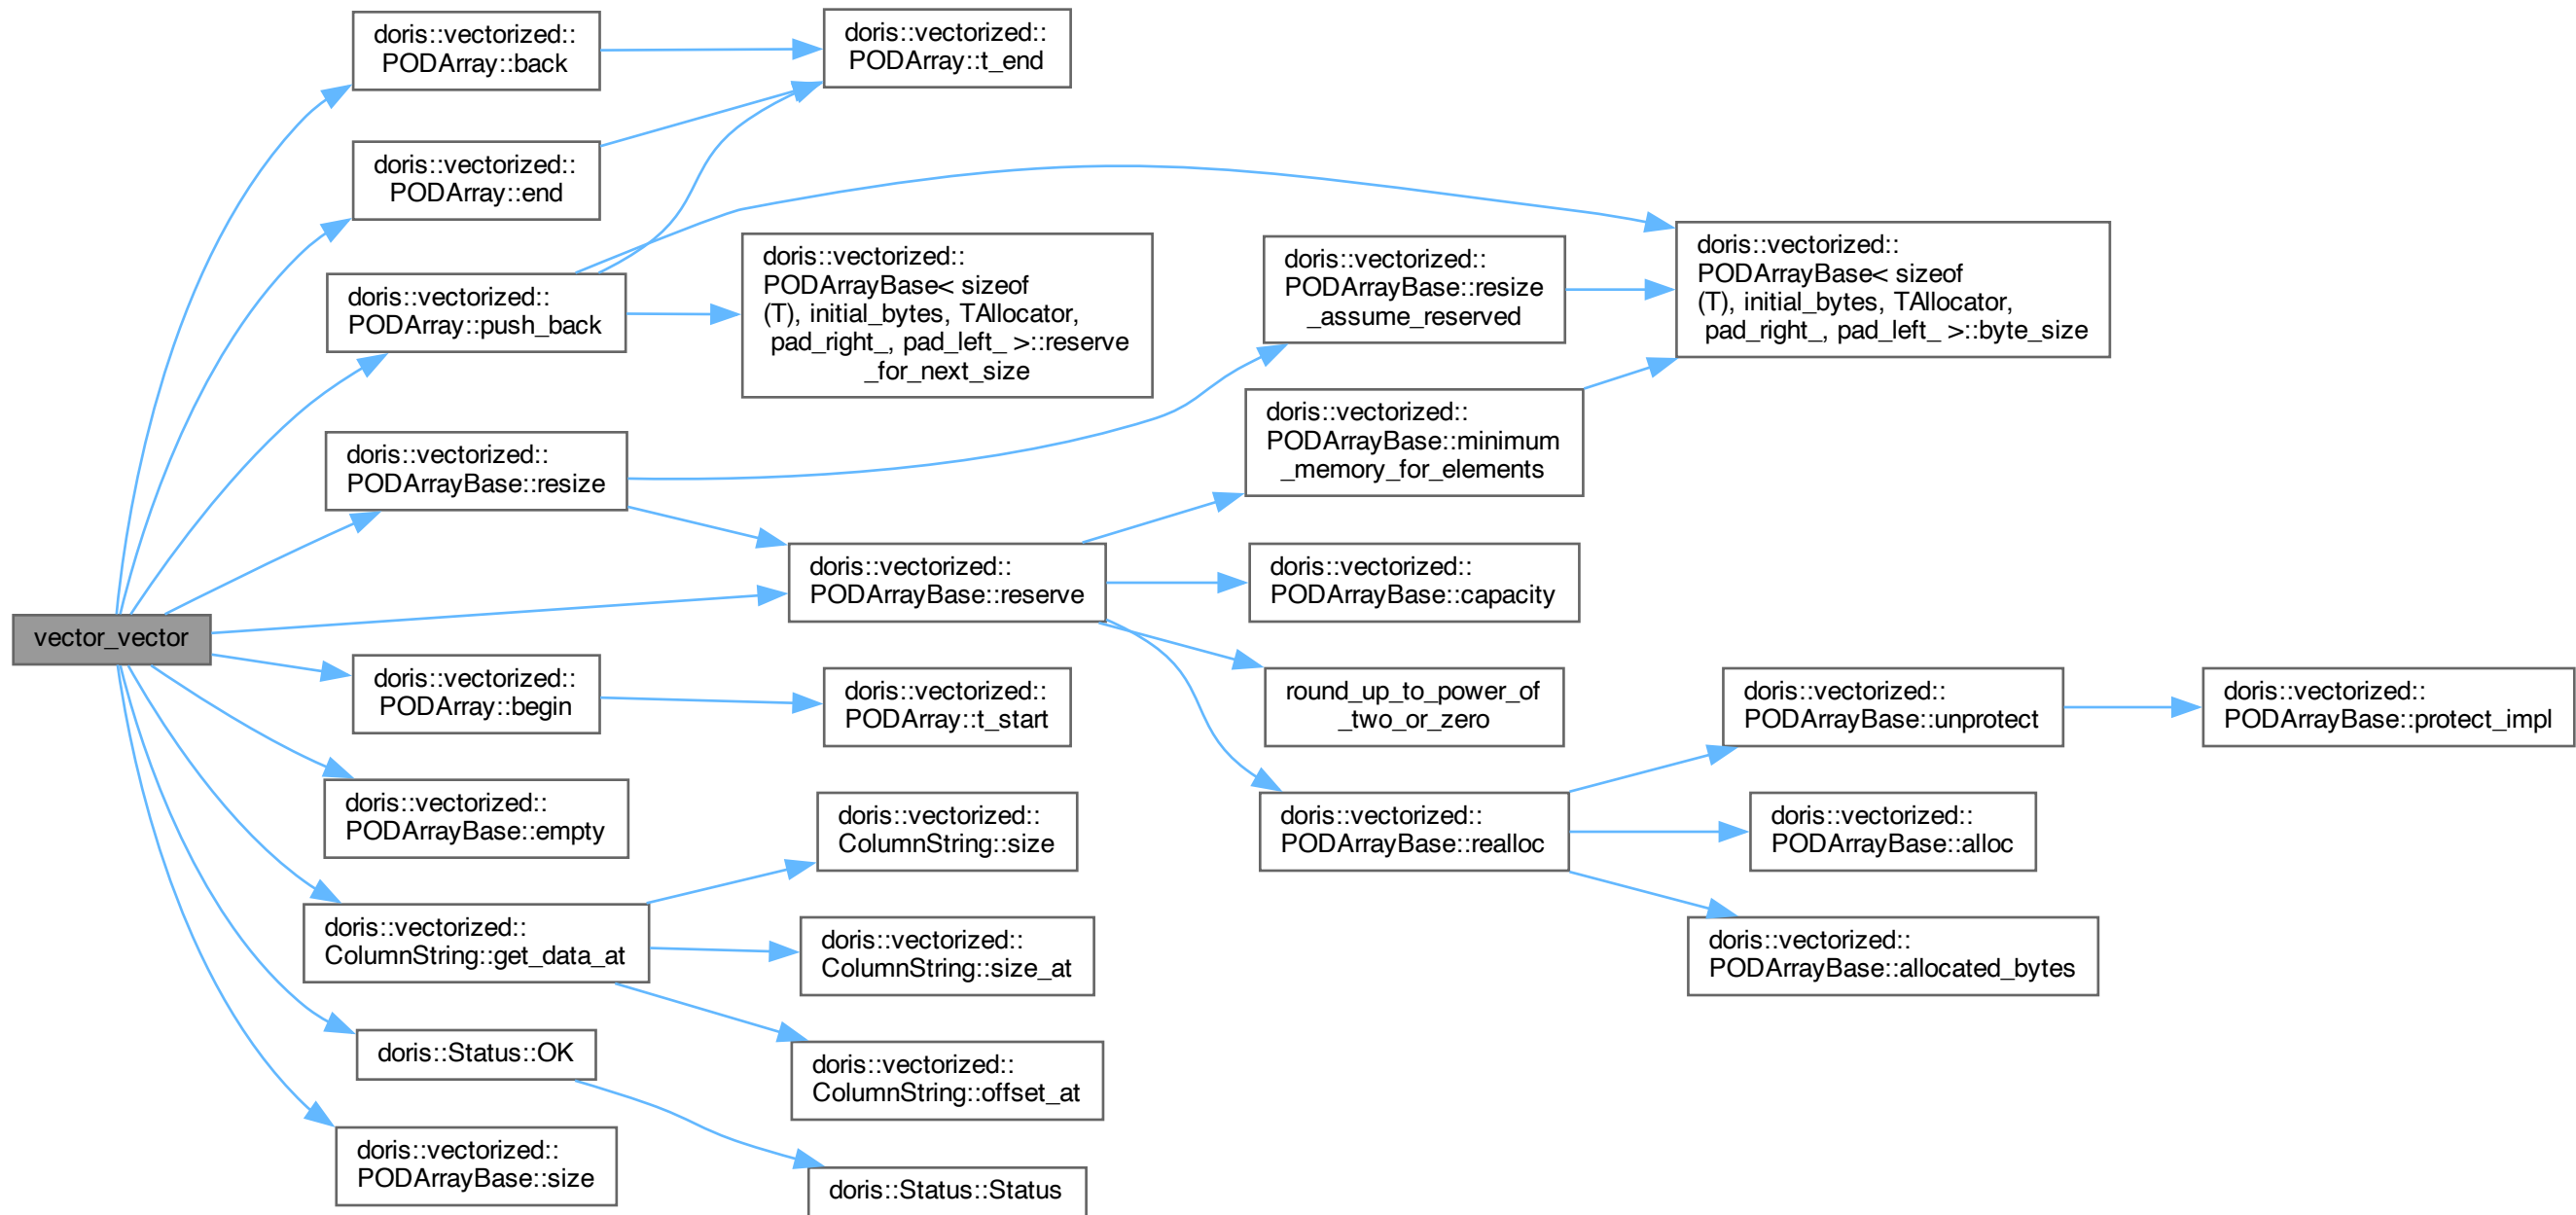 doris::vectorized::
PODArray::back
doris::vectorized::
PODArray::t_end
doris::vectorized::
PODArray::end
doris::vectorized::
PODArray::push_back
doris::vectorized::
PODArrayBase< sizeof
(T), initial_bytes, TAllocator,
pad_right_, pad_left_ >::reserve
_for_next_size
doris::vectorized::
PODArrayBase::resize
_assume_reserved
doris::vectorized::
PODArrayBase< sizeof
(T), initial_bytes, TAllocator,
pad_right_, pad_left_ >::byte_size
doris::vectorized::
PODArrayBase::minimum
_memory_for_elements
doris::vectorized::
PODArrayBase::resize
doris::vectorized::
PODArrayBase::reserve
doris::vectorized::
PODArrayBase::capacity
vector_vector
doris::vectorized::
PODArray::begin
doris::vectorized::
PODArray::t_start
round_up_to_power_of
_two_or_zero
doris::vectorized::
PODArrayBase::unprotect
doris::vectorized::
PODArrayBase::protect_impl
doris::vectorized::
PODArrayBase::empty
doris::vectorized::
ColumnString::size
doris::vectorized::
PODArrayBase::realloc
doris::vectorized::
PODArrayBase::alloc
doris::vectorized::
ColumnString::get_data_at
doris::vectorized::
ColumnString::size_at
doris::vectorized::
PODArrayBase::allocated_bytes
doris::Status::OK
doris::vectorized::
ColumnString::offset_at
doris::vectorized::
PODArrayBase::size
doris::Status::Status